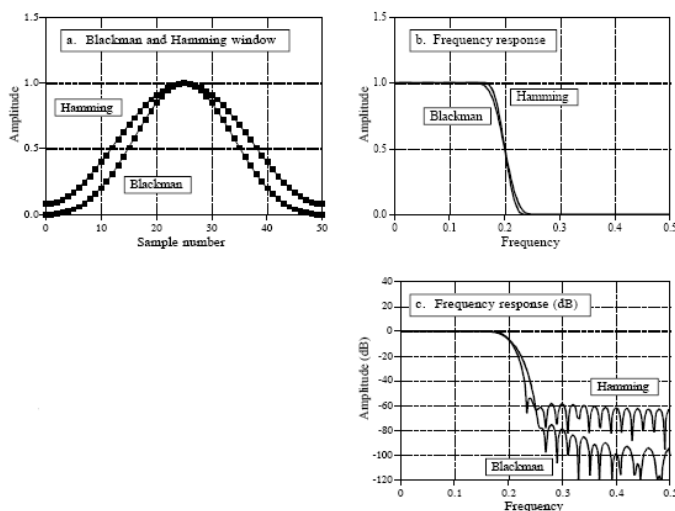 a. Blackman and Hamming window
1.5
1.0
0.5
0.0
Amplitude
Hamming
Blackman
0 10 20 30 40 50
Sample number
b. Frequency response
1.5
1.0
0.5
0.0
Amplitude
Hamming
Blackman
0 0.1 0.2 0.3 0.4 0.5
Frequency
c. Frequency response (dB)
40
20
0
-20
-40
-60
-80
-100
-120
Amplitude (dB)
Hamming
Blackman
0 0.1 0.2 0.3 0.4 0.5
Frequency